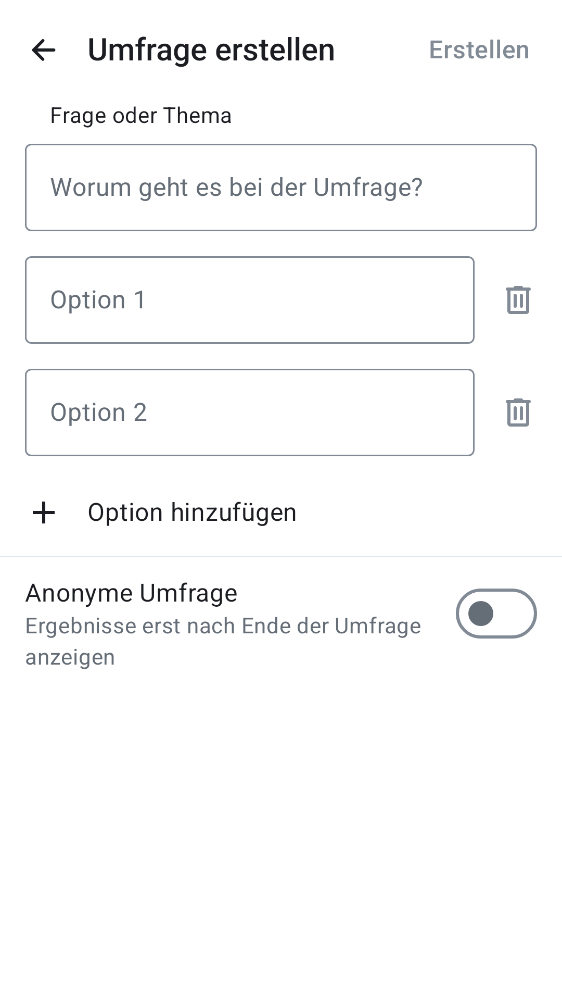 Umfrage erstellen
Erstellen
Frage oder Thema
Worum geht es bei der Umfrage?
Option 1
Option 2
Option hinzufügen
Anonyme Umfrage
Ergebnisse erst nach Ende der Umfrage
anzeigen